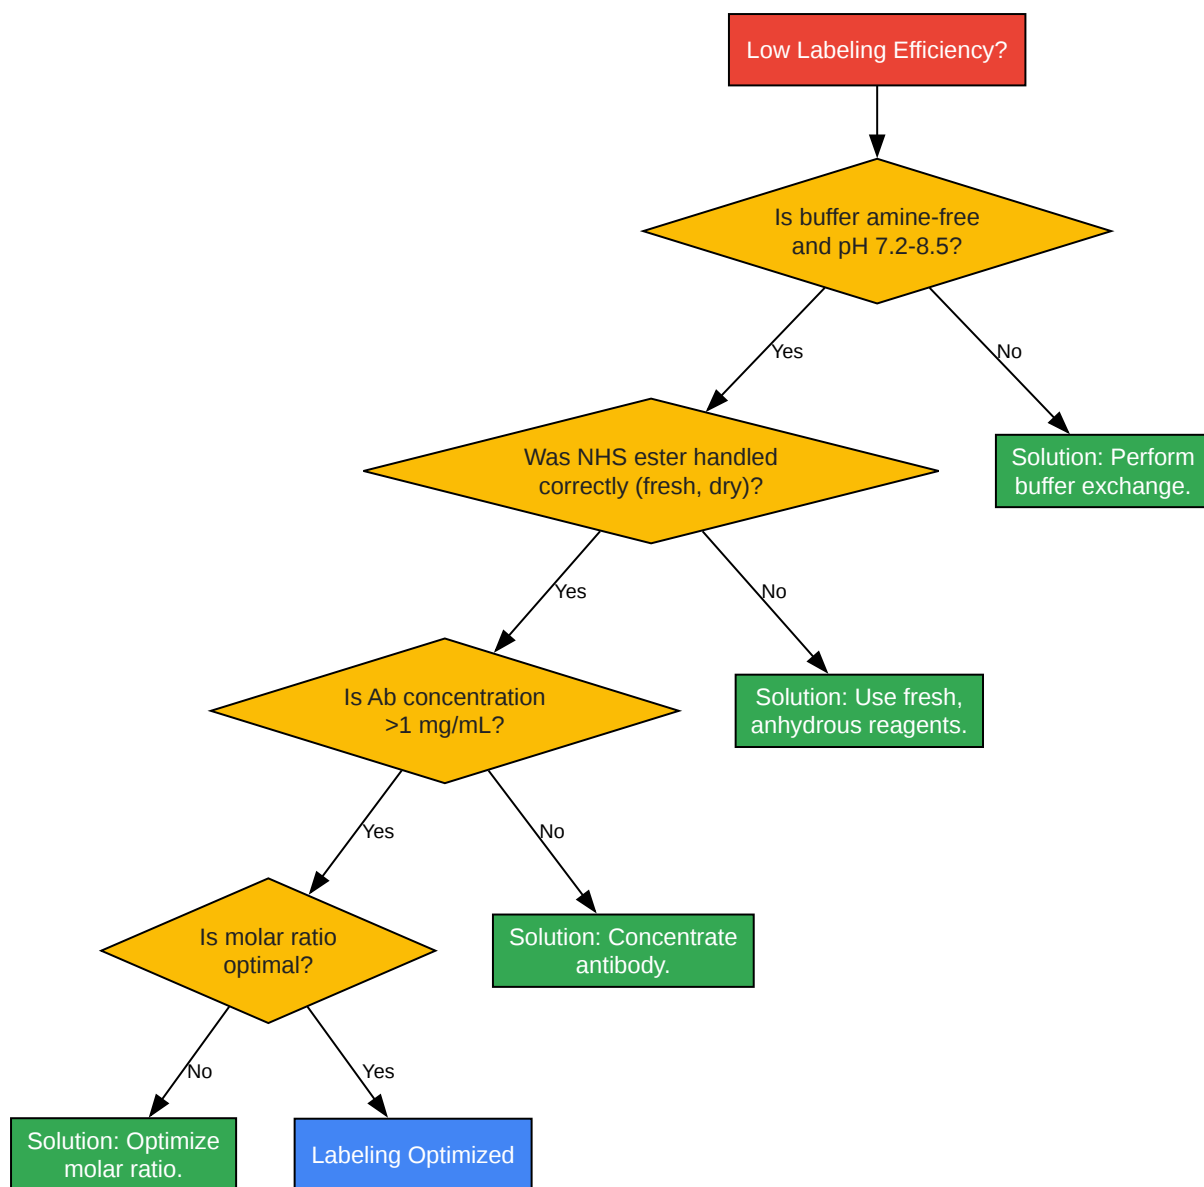 Low Labeling Efficiency?
Is buffer amine-free
and pH 7.2-8.5?
Yes
No
Was NHS ester handled
correctly (fresh, dry)?
Solution: Perform
buffer exchange.
Yes
No
Is Ab concentration
>1 mg/mL?
Solution: Use fresh,
anhydrous reagents.
Yes
No
Is molar ratio
optimal?
Solution: Concentrate
antibody.
No
Yes
Solution: Optimize
molar ratio.
Labeling Optimized